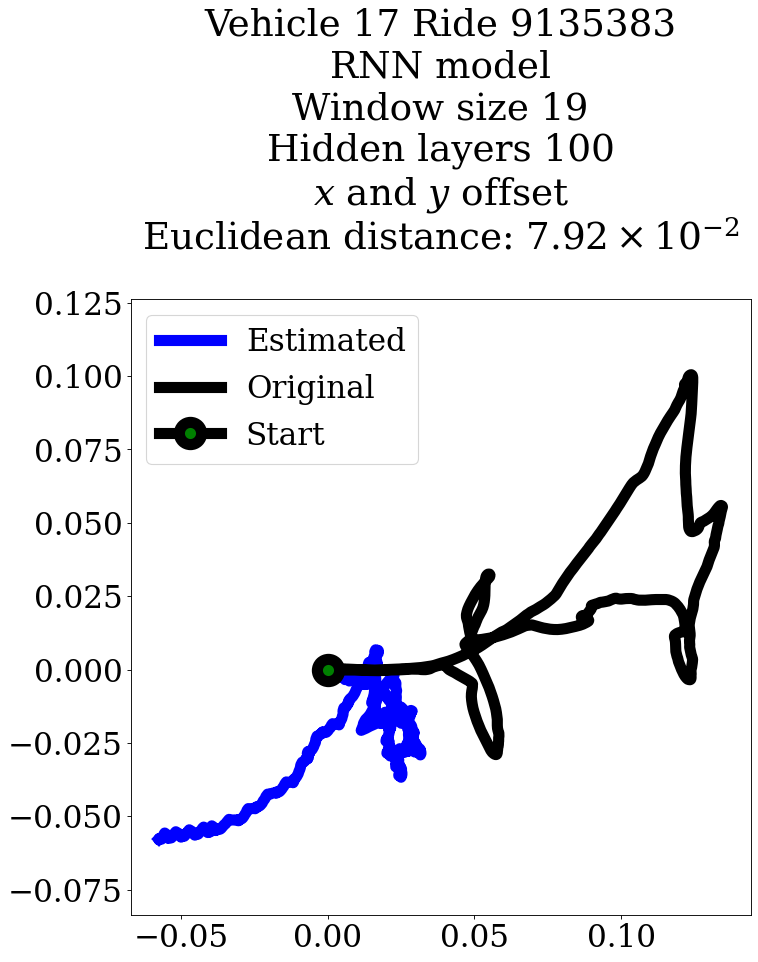 Vehicle 17 Ride 9135383
RNN model
Window size 19
Hidden layers 100
x and y offset
Euclidean distance: 7.92 × 10⁻²
Estimated
Original
Start
0.125
0.100
0.075
0.050
0.025
0.000
−0.025
−0.050
−0.075
−0.05 0.00 0.05 0.10